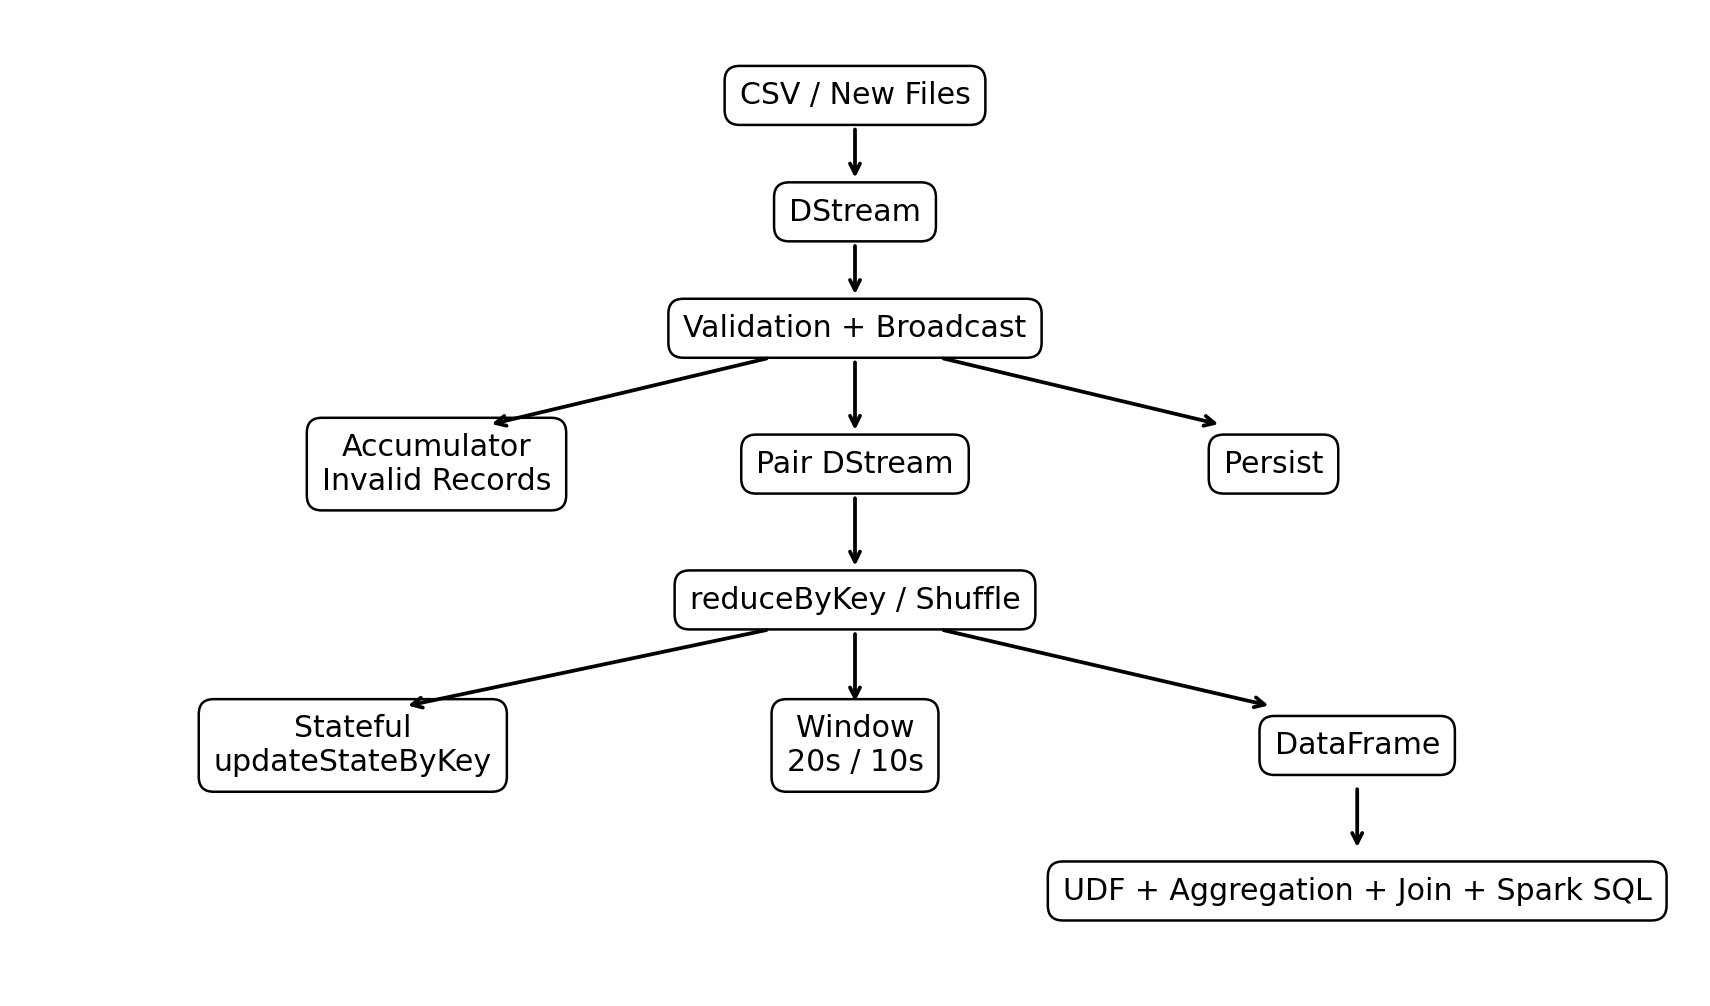 CSV / New Files
DStream
Validation + Broadcast
Accumulator
Invalid Records
Pair DStream
Persist
reduceByKey / Shuffle
Stateful
updateStateByKey
Window
20s / 10s
DataFrame
UDF + Aggregation + Join + Spark SQL